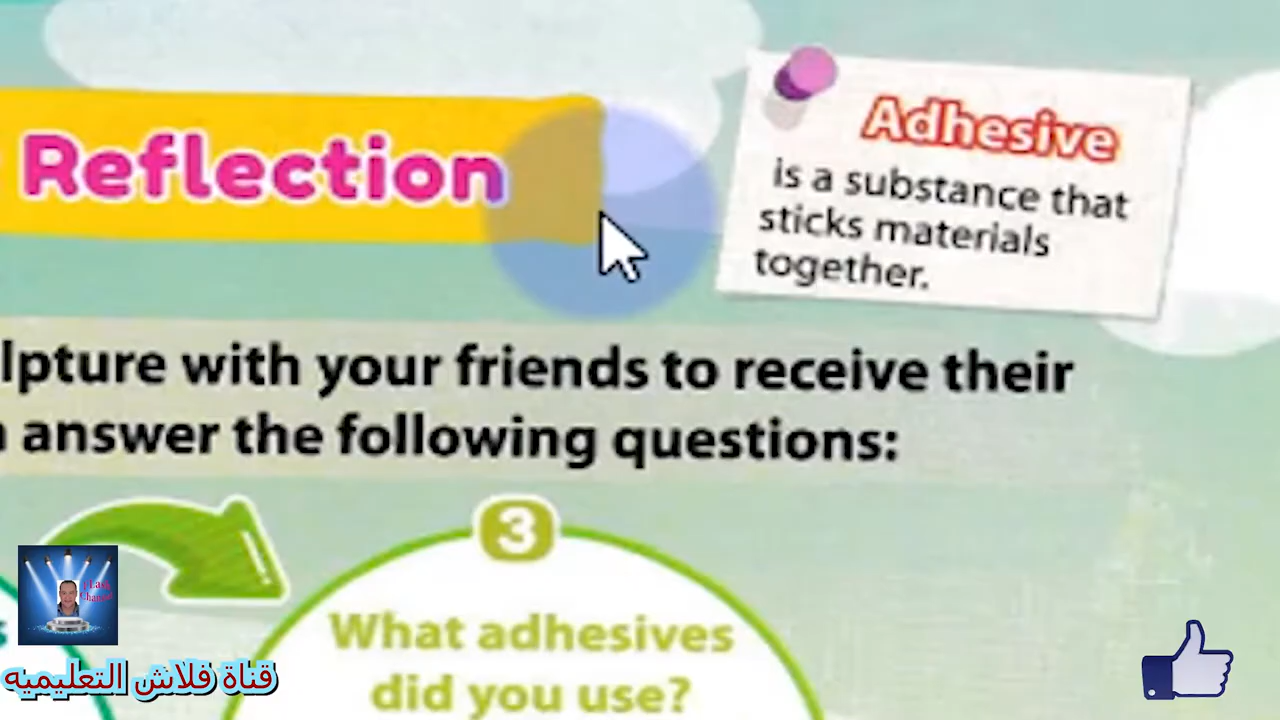 Reflection
Adhesive
is a substance that
sticks materials
together.
lpture with your friends to receive their
answer the following questions:
3
What adhesives
did you use?
قناة فلاش التعليميه